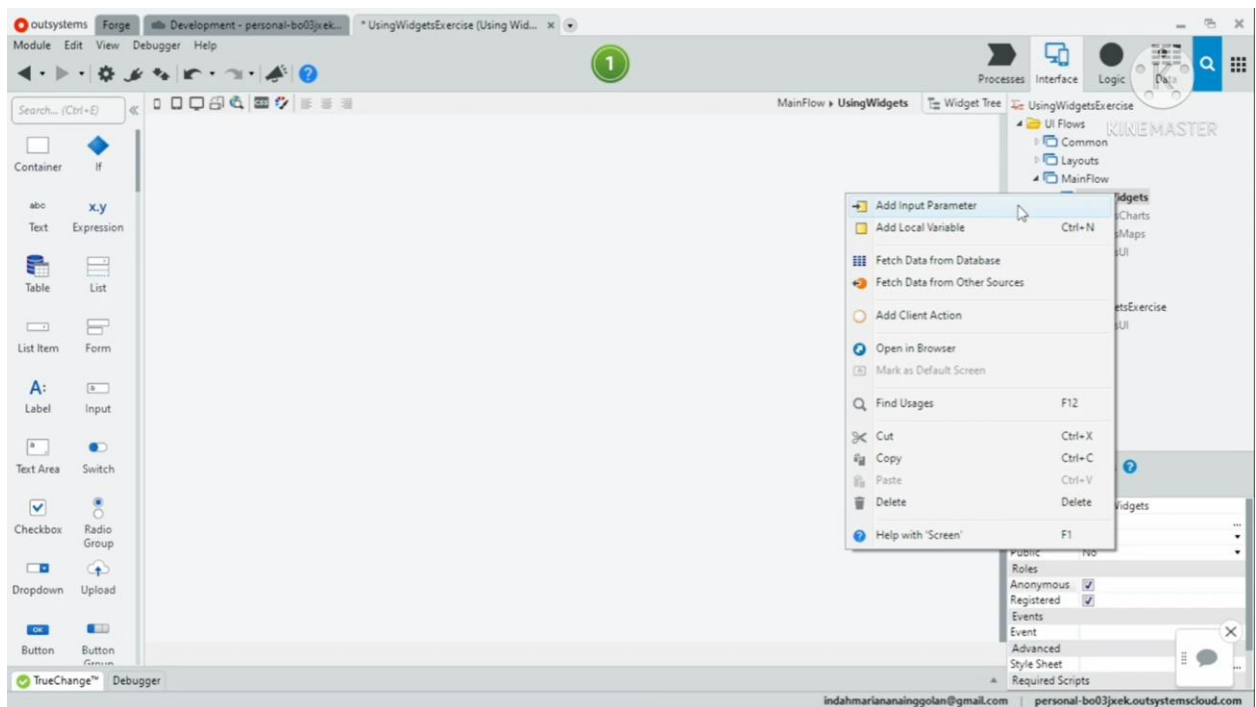 outsystems Forge Development - personal-bo03jxek... * UsingWidgetsExercise (Using Wid...
Module Edit View Debugger Help
1
Processes Interface Logic Data
Search... (Ctrl+E)
MainFlow UsingWidgets Widget Tree
UsingWidgetsExercise
UI Flows
KINEMASTER
Common
Layouts
MainFlow
Container If
Text Expression
Table List
List Item Form
Label Input
Text Area Switch
Checkbox Radio Group
Dropdown Upload
Button Button Group
Add Input Parameter
Add Local Variable Ctrl+N
Fetch Data from Database
Fetch Data from Other Sources
Add Client Action
Open in Browser
Mark as Default Screen
Find Usages F12
Cut Ctrl+X
Copy Ctrl+C
Paste Ctrl+V
Delete Delete
Help with 'Screen' F1
Public No
Roles
Anonymous
Registered
Events
Event
Advanced
Style Sheet ...
Required Scripts
TrueChange™ Debugger
indahmariananainggolan@gmail.com | personal-bo03jxek.outsystemscloud.com